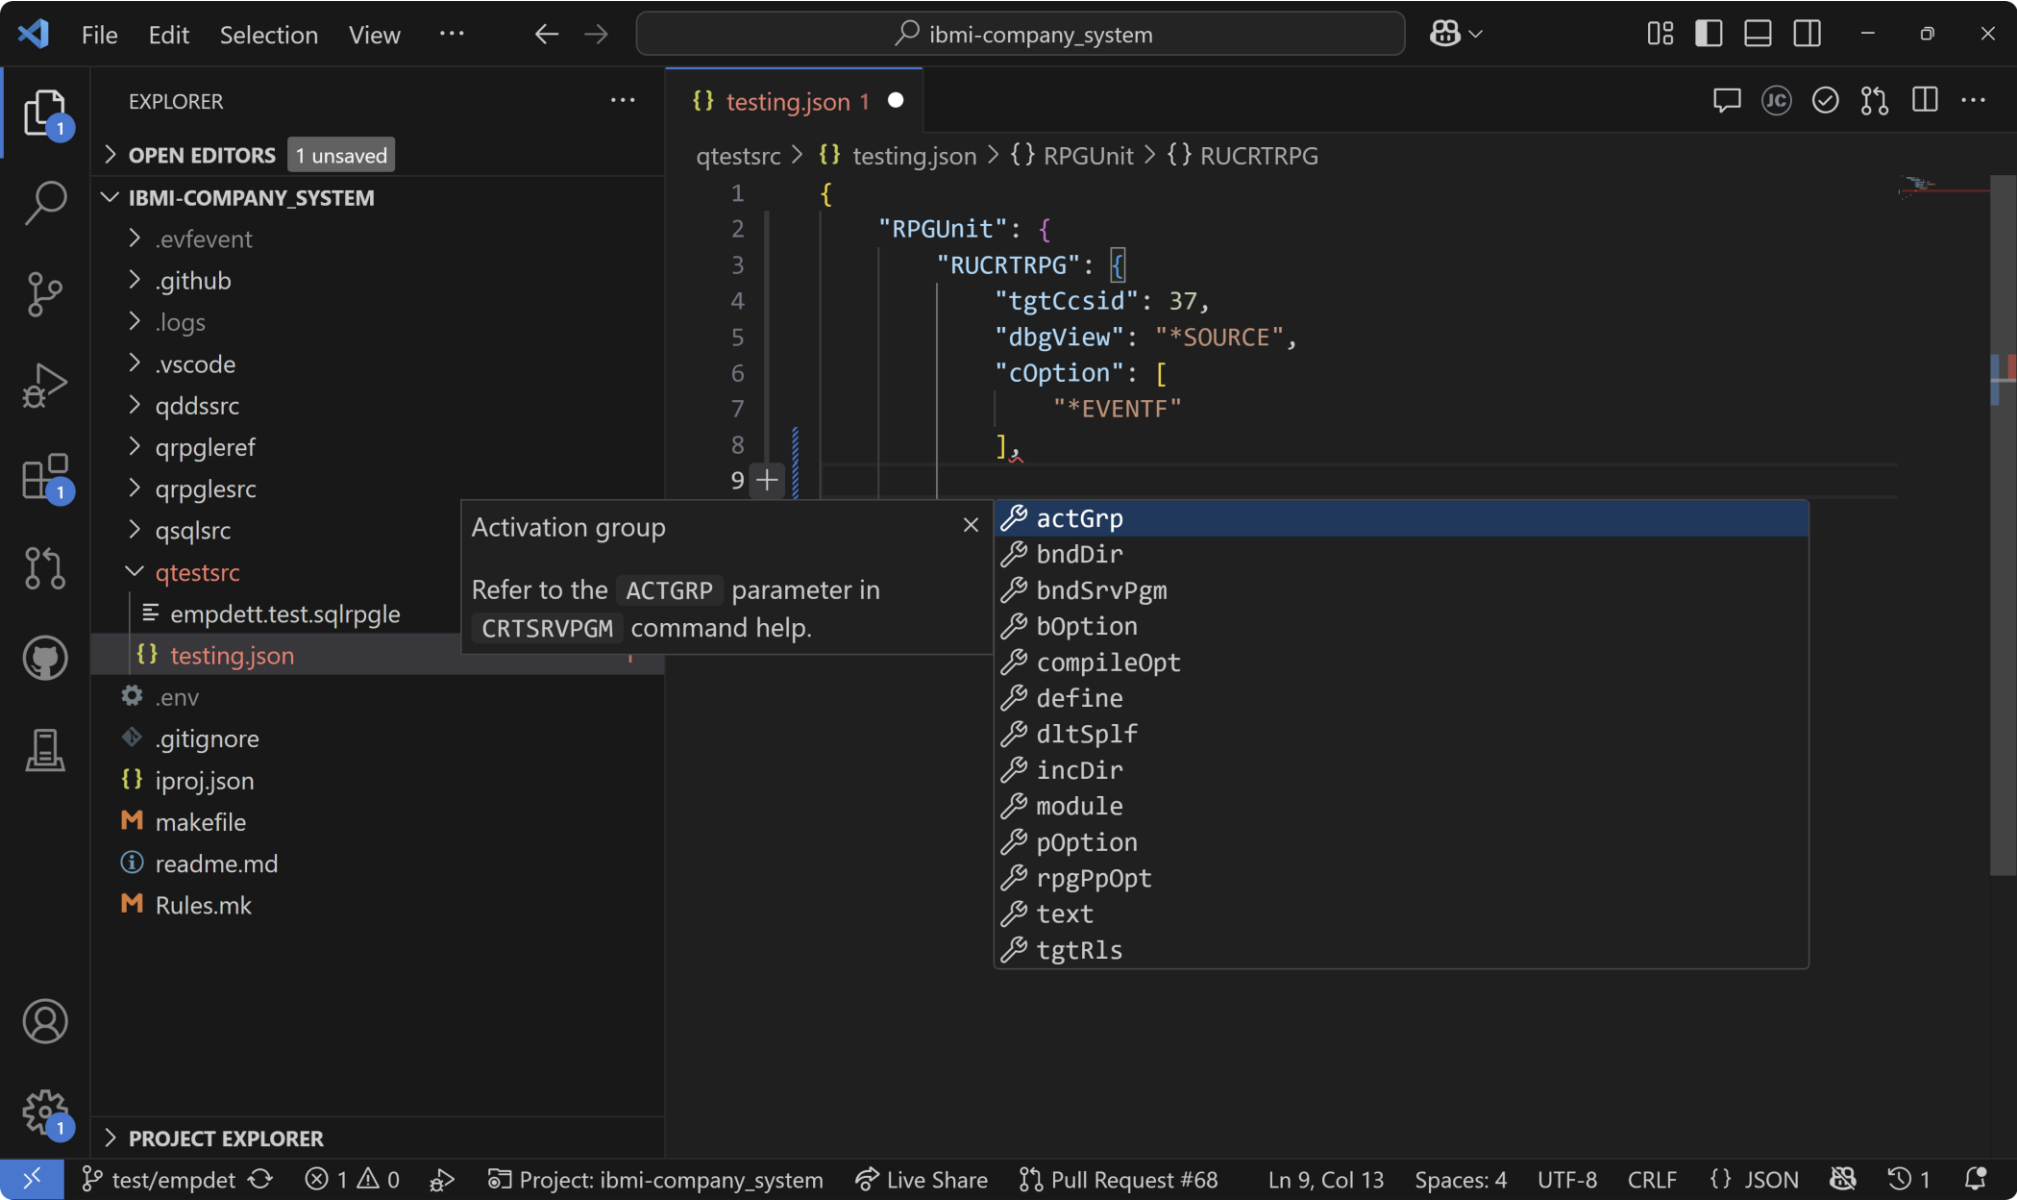 File Edit Selection View ...
ibmi-company_system
EXPLORER
OPEN EDITORS 1 unsaved
IBMI-COMPANY_SYSTEM
.evfevent
.github
.logs
.vscode
qddssrc
qrpgleref
qrpglesrc
qsqlsrc
qtestsrc
empdett.test.sqlrpgle
testing.json
.env
.gitignore
iproj.json
makefile
readme.md
Rules.mk
PROJECT EXPLORER
1
1
1
{} testing.json 1
JC
qtestsrc > {} testing.json > {} RPGUnit > {} RUCRTRPG
1 {
2 "RPGUnit": {
3 "RUCRTRPG": {
4 "tgtCcsid": 37,
5 "dbgView": "*SOURCE",
6 "cOption": [
7 "*EVENTF"
8 ],
9
Activation group
Refer to the ACTGRP parameter in
CRTSRVPGM command help.
actGrp
bndDir
bndSrvPgm
bOption
compileOpt
define
dltSplf
incDir
module
pOption
rpgPpOpt
text
tgtRls
test/empdet 1 0 Project: ibmi-company_system Live Share Pull Request #68 Ln 9, Col 13 Spaces: 4 UTF-8 CRLF {} JSON 1